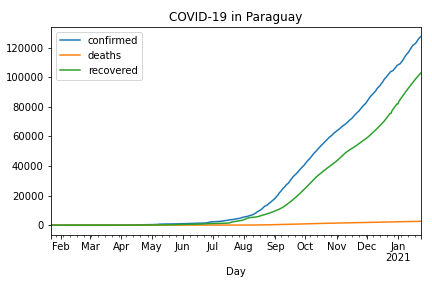 COVID-19 in Paraguay
confirmed
deaths
recovered
120000
100000
80000
60000
40000
20000
0
Feb Mar Apr May Jun Jul Aug Sep Oct Nov Dec Jan
2021
Day